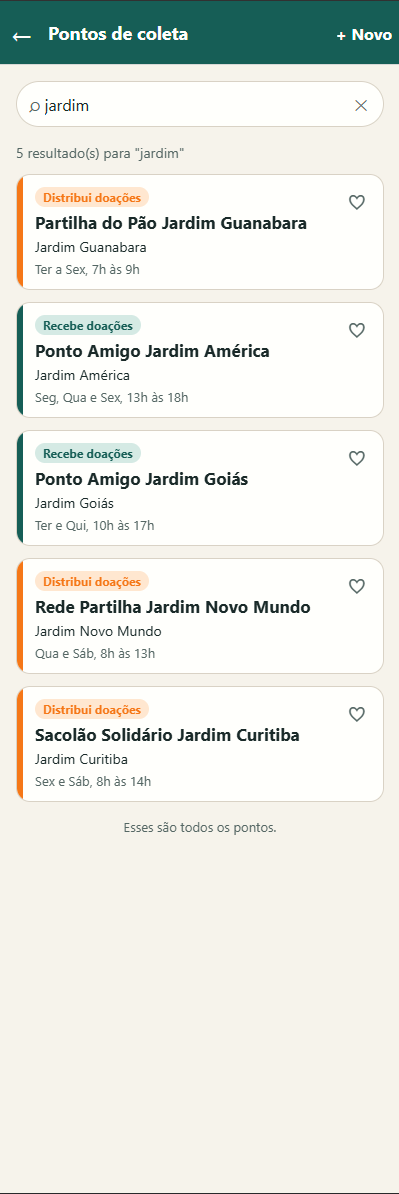 ← Pontos de coleta + Novo
jardim
5 resultado(s) para "jardim"
Distribui doações
Partilha do Pão Jardim Guanabara
Jardim Guanabara
Ter a Sex, 7h às 9h
Recebe doações
Ponto Amigo Jardim América
Jardim América
Seg, Qua e Sex, 13h às 18h
Recebe doações
Ponto Amigo Jardim Goiás
Jardim Goiás
Ter e Qui, 10h às 17h
Distribui doações
Rede Partilha Jardim Novo Mundo
Jardim Novo Mundo
Qua e Sáb, 8h às 13h
Distribui doações
Sacolão Solidário Jardim Curitiba
Jardim Curitiba
Sex e Sáb, 8h às 14h
Esses são todos os pontos.